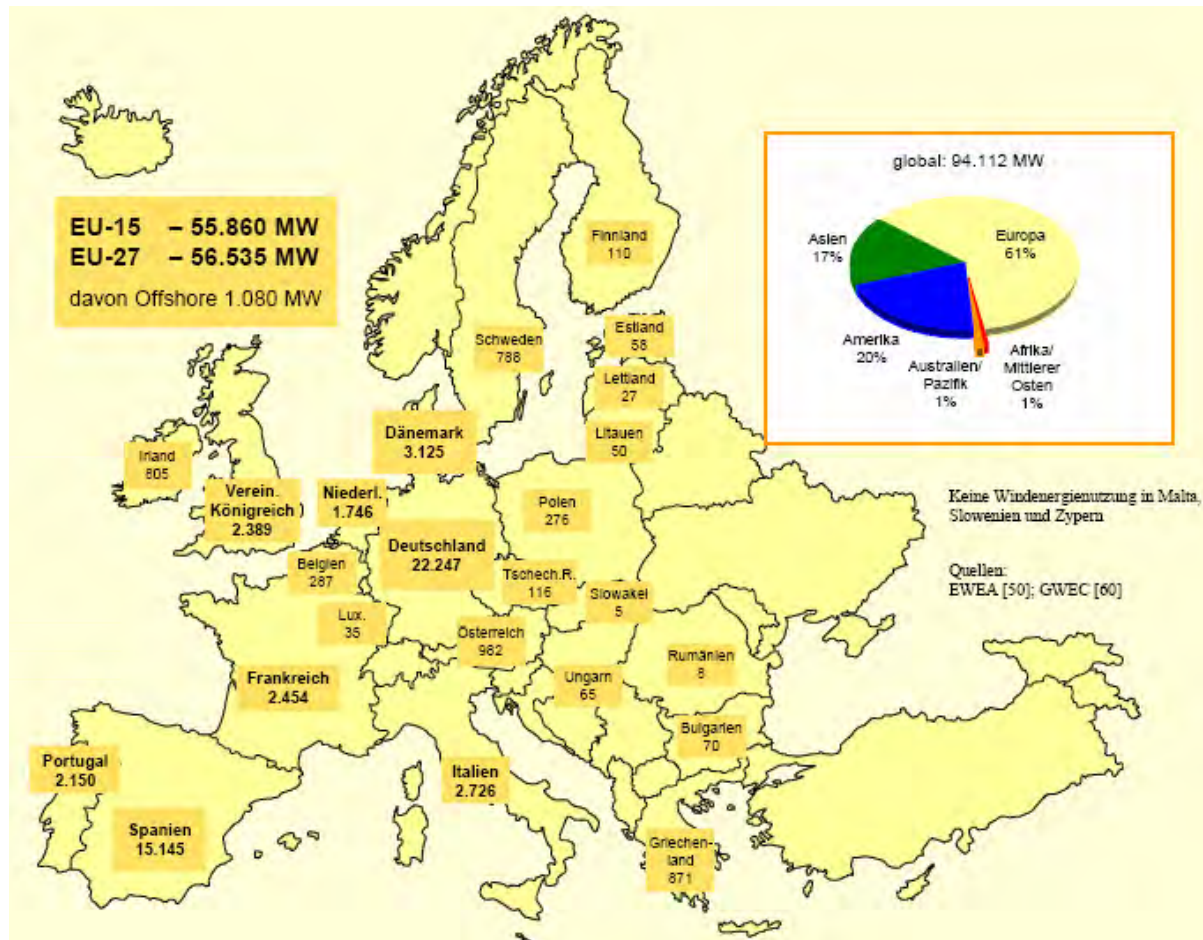 EU-15 – 55.860 MW
EU-27 – 56.535 MW
davon Offshore 1.080 MW
global: 94.112 MW
Asien
17%
Europa
61%
Amerika
20%
Australien/
Pazifik
1%
Afrika/
Mittlerer
Osten
1%
Finnland
110
Schweden
788
Estland
58
Lettland
27
Litauen
50
Dänemark
3.125
Irland
805
Verein.
Königreich )
2.389
Niederl.
1.746
Polen
276
Deutschland
22.247
Belgien
287
Tschech.R.
116
Slowakei
5
Lux.
35
Österreich
982
Rumänien
8
Ungarn
65
Frankreich
2.454
Bulgarien
70
Portugal
2.150
Italien
2.726
Spanien
15.145
Griechen-
land
871
Keine Windenergienutzung in Malta,
Slowenien und Zypern
Quellen:
EWEA [50]; GWEC [60]